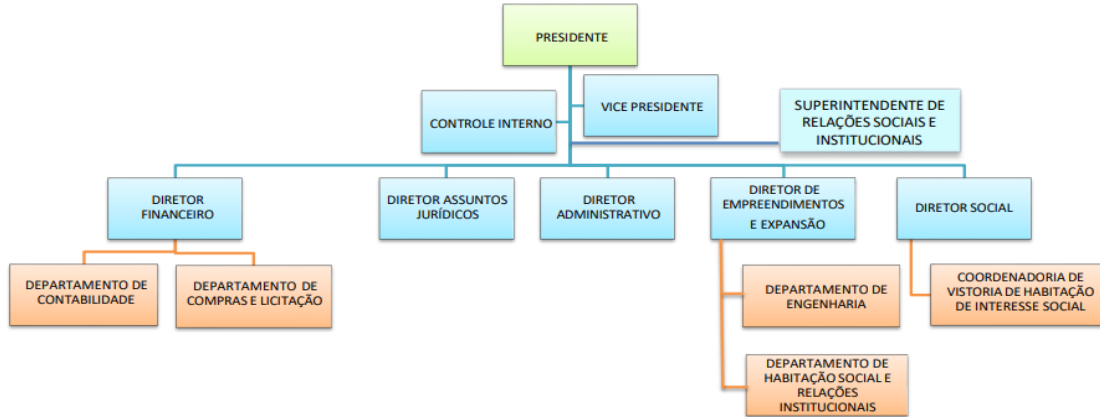 PRESIDENTE
VICE PRESIDENTE
CONTROLE INTERNO
SUPERINTENDENTE DE
RELAÇÕES SOCIAIS E
INSTITUCIONAIS
DIRETOR
FINANCEIRO
DIRETOR ASSUNTOS
JURÍDICOS
DIRETOR
ADMINISTRATIVO
DIRETOR DE
EMPREENDIMENTOS
E EXPANSÃO
DIRETOR SOCIAL
DEPARTAMENTO DE
CONTABILIDADE
DEPARTAMENTO DE
COMPRAS E LICITAÇÃO
DEPARTAMENTO DE
ENGENHARIA
COORDENADORIA DE
VISTORIA DE HABITAÇÃO
DE INTERESSE SOCIAL
DEPARTAMENTO DE
HABITAÇÃO SOCIAL E
RELAÇÕES
INSTITUCIONAIS